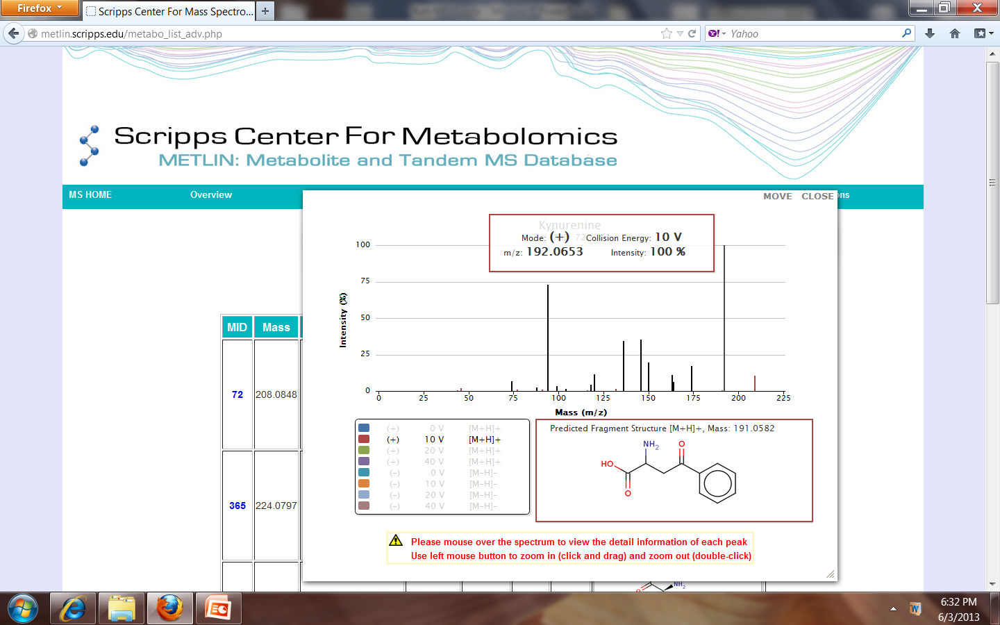 Firefox
Scripps Center For Mass Spectro...
metlin.scripps.edu/metabo_list_adv.php
Yahoo
Scripps Center For Metabolomics
METLIN: Metabolite and Tandem MS Database
MS HOME
Overview
ons
MOVE CLOSE
Kynurenine
Mode: (+) 72 Collision Energy: 10 V
m/z: 192.0653 Intensity: 100 %
100
75
50
25
0
Intensity (%)
0 25 50 75 100 125 150 175 200 225
Mass (m/z)
MID Mass
72 208.0848
365 224.0797
(+) 0 V [M+H]+
(+) 10 V [M+H]+
(+) 20 V [M+H]+
(+) 40 V [M+H]+
(-) 0 V [M-H]-
(-) 10 V [M-H]-
(-) 20 V [M-H]-
(-) 40 V [M-H]-
Predicted Fragment Structure [M+H]+, Mass: 191.0582
NH2
O
HO
O
Please mouse over the spectrum to view the detail information of each peak
Use left mouse button to zoom in (click and drag) and zoom out (double-click)
O
NH2
6:32 PM
6/3/2013